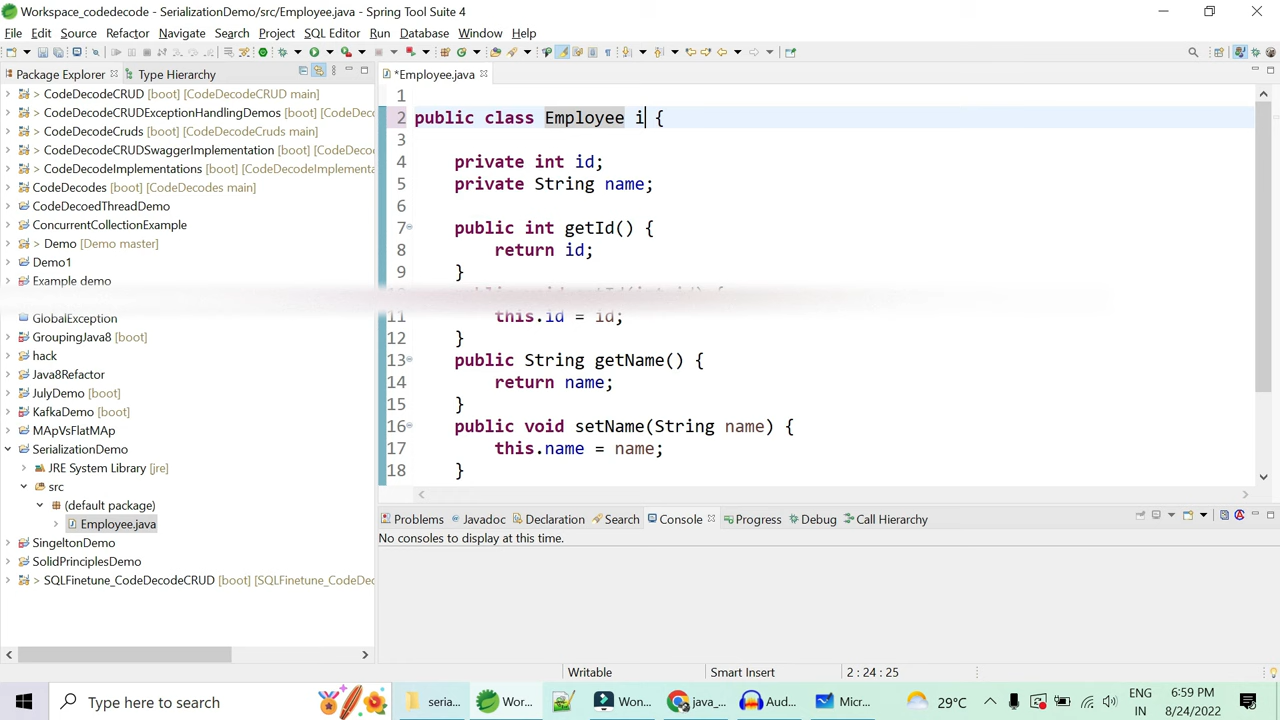 Workspace_codedecode - SerializationDemo/src/Employee.java - Spring Tool Suite 4
File Edit Source Refactor Navigate Search Project SQL Editor Run Database Window Help
Package Explorer Type Hierarchy
*Employee.java
> CodeDecodeCRUD [boot] [CodeDecodeCRUD main]
> CodeDecodeCRUDExceptionHandlingDemos [boot]
> CodeDecodeCruds [boot] [CodeDecodeCruds main]
> CodeDecodeCRUDSwaggerImplementation [boot]
> CodeDecodeImplementations [boot] [CodeDecodeImplementa
CodeDecodes [boot] [CodeDecodes main]
CodeDecoedThreadDemo
ConcurrentCollectionExample
> Demo [Demo master]
Demo1
Example demo
GlobalException
GroupingJava8 [boot]
hack
Java8Refactor
JulyDemo [boot]
KafkaDemo [boot]
MApVsFlatMAp
SerializationDemo
JRE System Library [jre]
src
(default package)
Employee.java
SingeltonDemo
SolidPrinciplesDemo
> SQLFinetune_CodeDecodeCRUD [boot] [SQLFinetune_CodeDec
1
2 public class Employee i {
3
4 private int id;
5 private String name;
6
7 public int getId() {
8 return id;
9 }
11 this.id = id;
12 }
13 public String getName() {
14 return name;
15 }
16 public void setName(String name) {
17 this.name = name;
18 }
Problems Javadoc Declaration Search Console Progress Debug Call Hierarchy
No consoles to display at this time.
Writable Smart Insert 2 : 24 : 25
Type here to search
seria... Wor... Won... java_... Aud... Micr...
29°C
ENG
IN
6:59 PM
8/24/2022